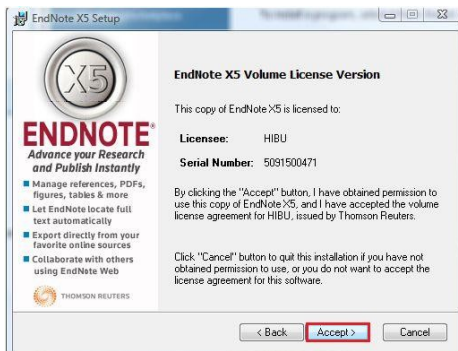 EndNote X5 Setup
X5
ENDNOTE®
Advance your Research
and Publish Instantly
Manage references, PDFs,
figures, tables & more
Let EndNote locate full
text automatically
Export directly from your
favorite online sources
Collaborate with others
using EndNote Web
THOMSON REUTERS
EndNote X5 Volume License Version
This copy of EndNote X5 is licensed to:
Licensee: HIBU
Serial Number: 5091500471
By clicking the "Accept" button, I have obtained permission to
use this copy of EndNote X5, and I have accepted the volume
license agreement for HIBU, issued by Thomson Reuters.
Click "Cancel" button to quit this installation if you have not
obtained permission to use, or you do not want to accept the
license agreement for this software.
< Back Accept > Cancel